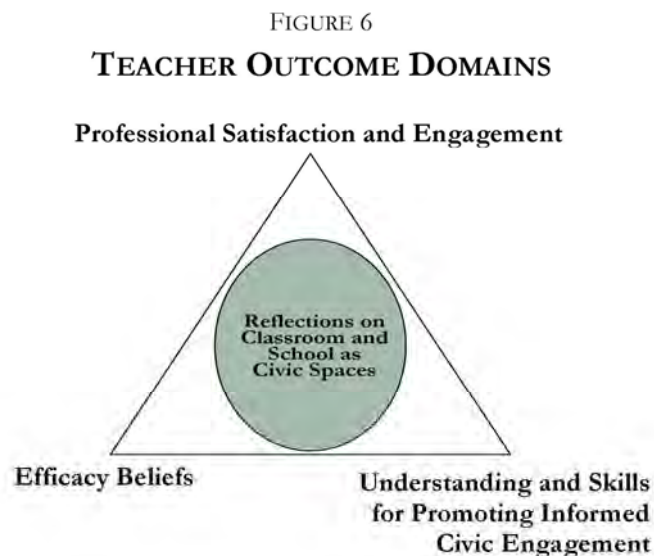 FIGURE 6
TEACHER OUTCOME DOMAINS
Professional Satisfaction and Engagement
Reflections on
Classroom and
School as
Civic Spaces
Efficacy Beliefs
Understanding and Skills
for Promoting Informed
Civic Engagement